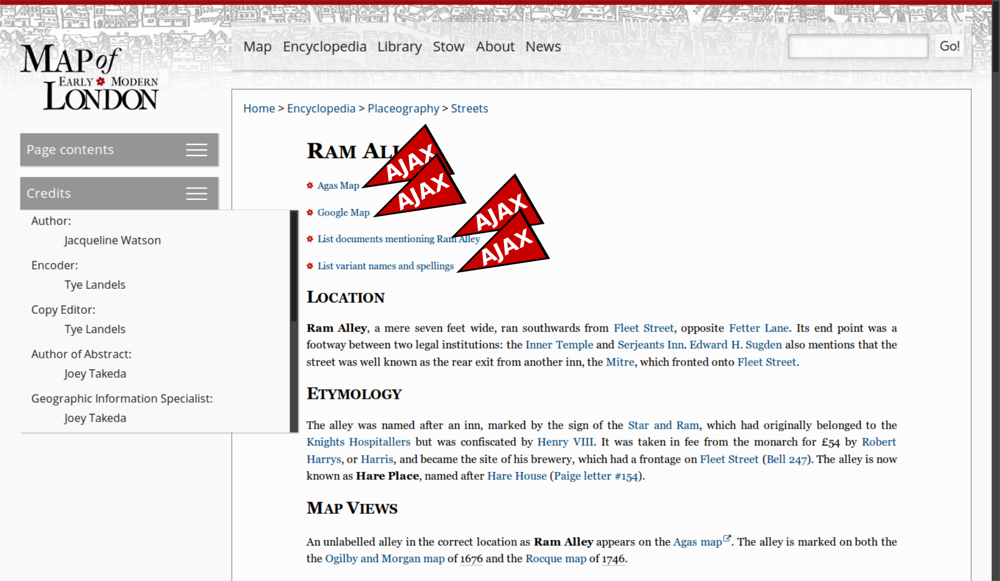 Map Encyclopedia Library Stow About News
Go!
MAP of
EARLY MODERN
LONDON
Home > Encyclopedia > Placeography > Streets
Page contents
Credits
Author:
Jacqueline Watson
Encoder:
Tye Landels
Copy Editor:
Tye Landels
Author of Abstract:
Joey Takeda
Geographic Information Specialist:
Joey Takeda
RAM
AJAX
Agas Map
AJAX
Google Map
AJAX
List documents mentioning Ram Alley
AJAX
List variant names and spellings
LOCATION
Ram Alley, a mere seven feet wide, ran southwards from Fleet Street, opposite Fetter Lane. Its end point was a
footway between two legal institutions: the Inner Temple and Serjeants Inn. Edward H. Sugden also mentions that the
street was well known as the rear exit from another inn, the Mitre, which fronted onto Fleet Street.
ETYMOLOGY
The alley was named after an inn, marked by the sign of the Star and Ram, which had originally belonged to the
Knights Hospitallers but was confiscated by Henry VIII. It was taken in fee from the monarch for £54 by Robert
Harrys, or Harris, and became the site of his brewery, which had a frontage on Fleet Street (Bell 247). The alley is now
known as Hare Place, named after Hare House (Paige letter #154).
MAP VIEWS
An unlabelled alley in the correct location as Ram Alley appears on the Agas map. The alley is marked on both the
the Ogilby and Morgan map of 1676 and the Rocque map of 1746.